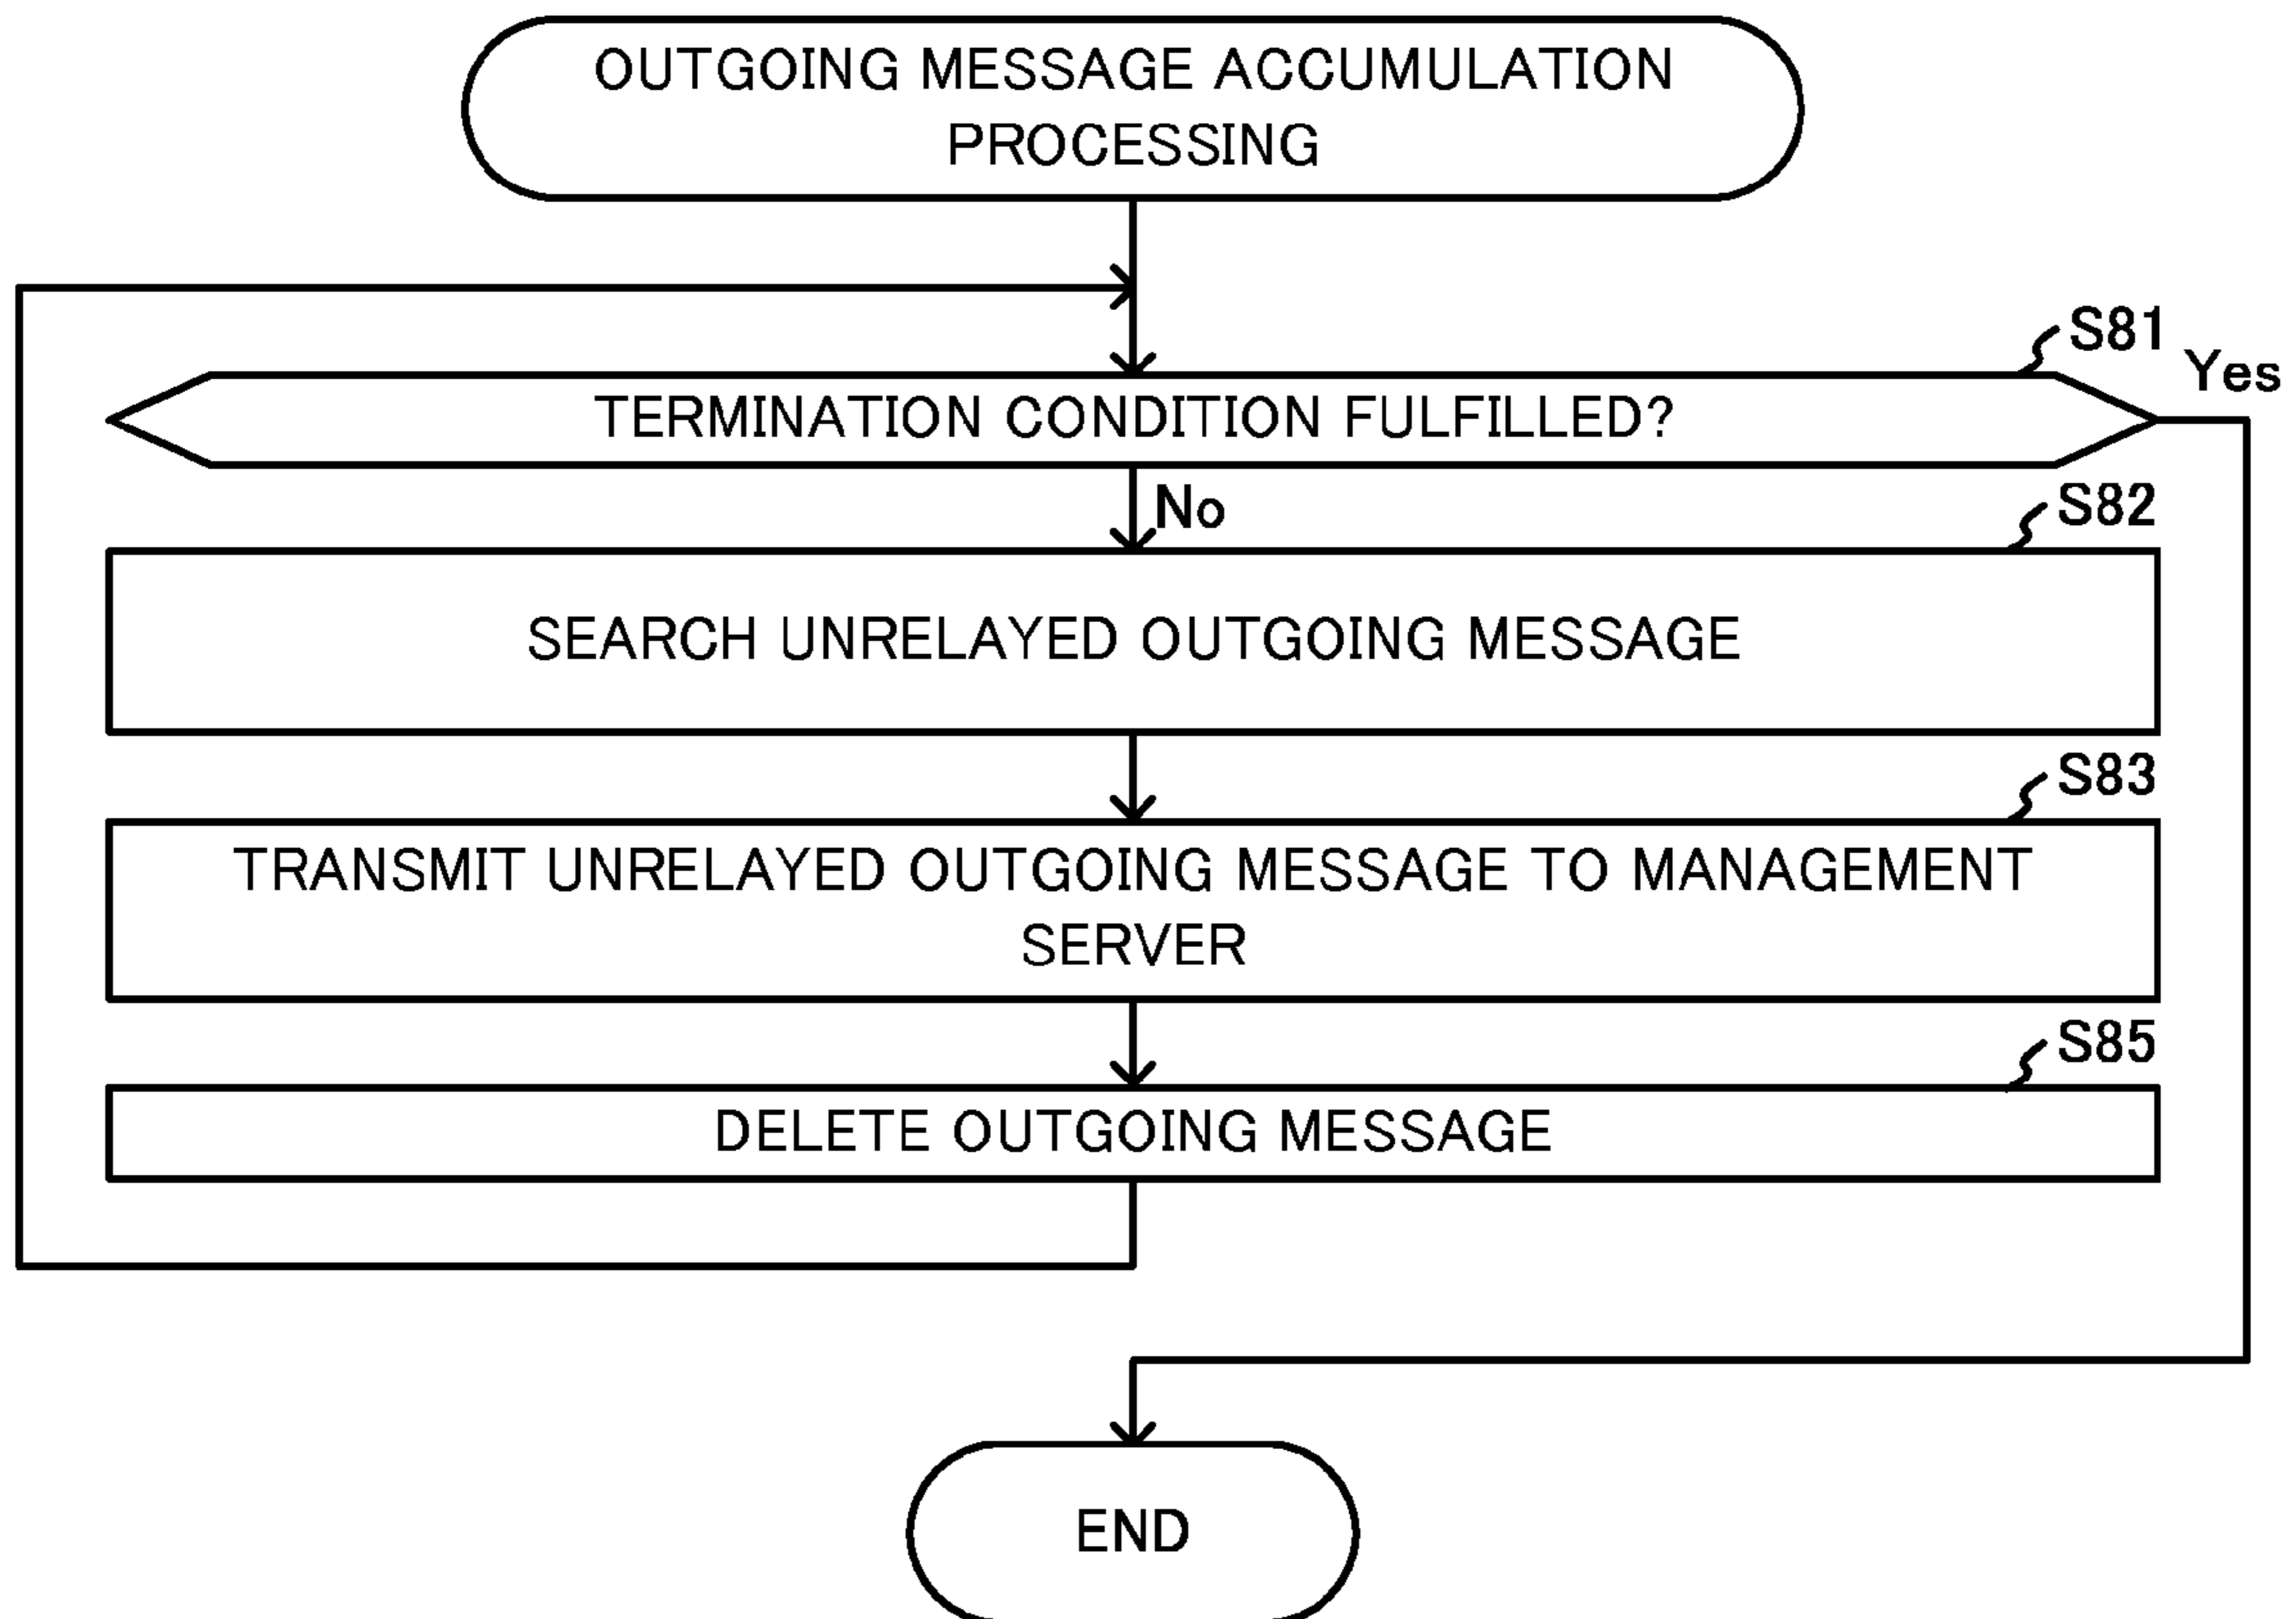 OUTGOING MESSAGE ACCUMULATION
PROCESSING
S81
Yes
TERMINATION CONDITION FULFILLED?
No
S82
SEARCH UNRELAYED OUTGOING MESSAGE
S83
TRANSMIT UNRELAYED OUTGOING MESSAGE TO MANAGEMENT
SERVER
S85
DELETE OUTGOING MESSAGE
END